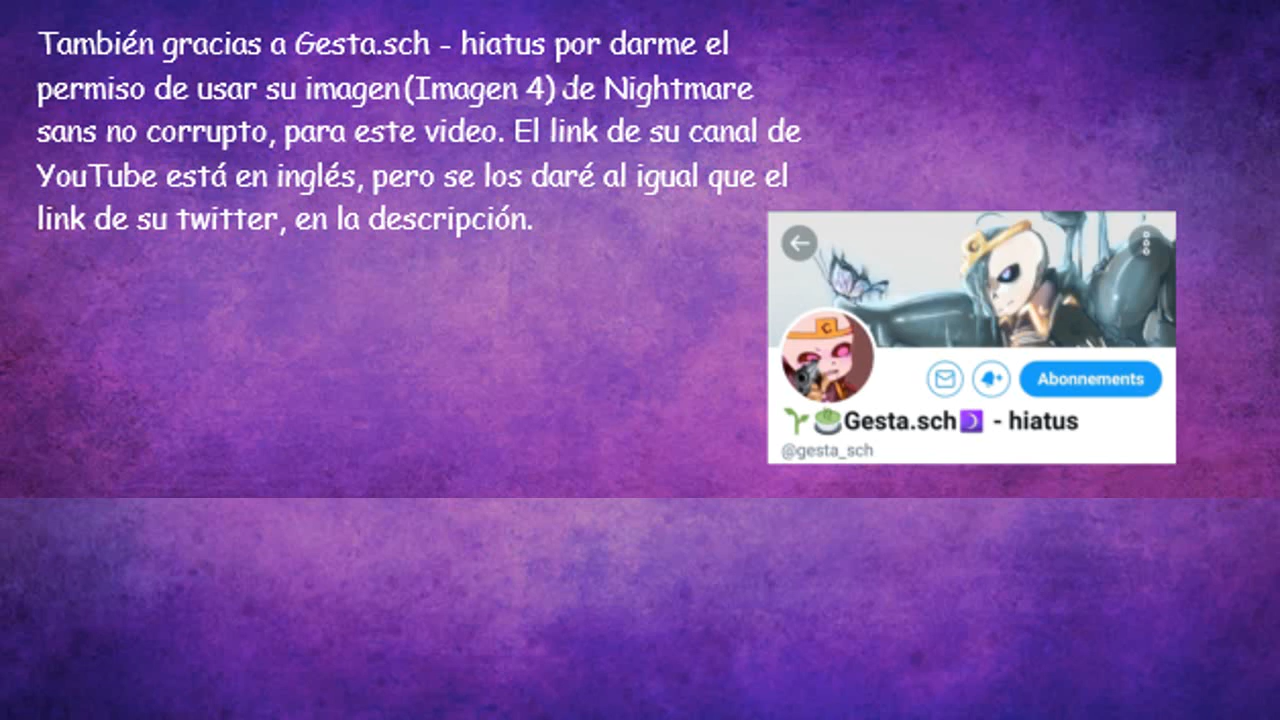 También gracias a Gesta.sch - hiatus por darme el
permiso de usar su imagen(Imagen 4) de Nightmare
sans no corrupto, para este video. El link de su canal de
YouTube está en inglés, pero se los daré al igual que el
link de su twitter, en la descripción.
Abonnements
🌱🍵Gesta.sch☽ - hiatus
@gesta_sch